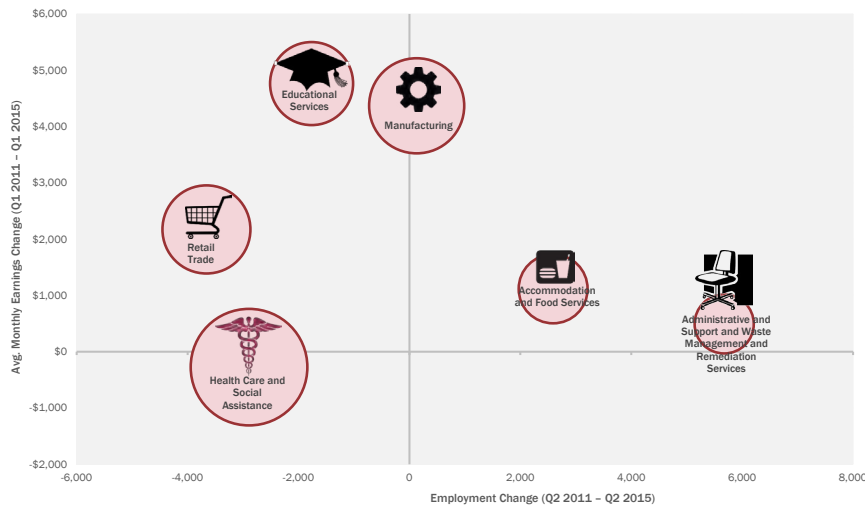 $6,000
$5,000
$4,000
$3,000
$2,000
$1,000
$0
-$1,000
-$2,000
Avg. Monthly Earnings Change (Q1 2011 – Q1 2015)
Educational
Services
Manufacturing
Retail
Trade
Accommodation
and Food Services
Administrative and
Support and Waste
Management and
Remediation
Services
Health Care and
Social
Assistance
-6,000 -4,000 -2,000 0 2,000 4,000 6,000 8,000
Employment Change (Q2 2011 – Q2 2015)